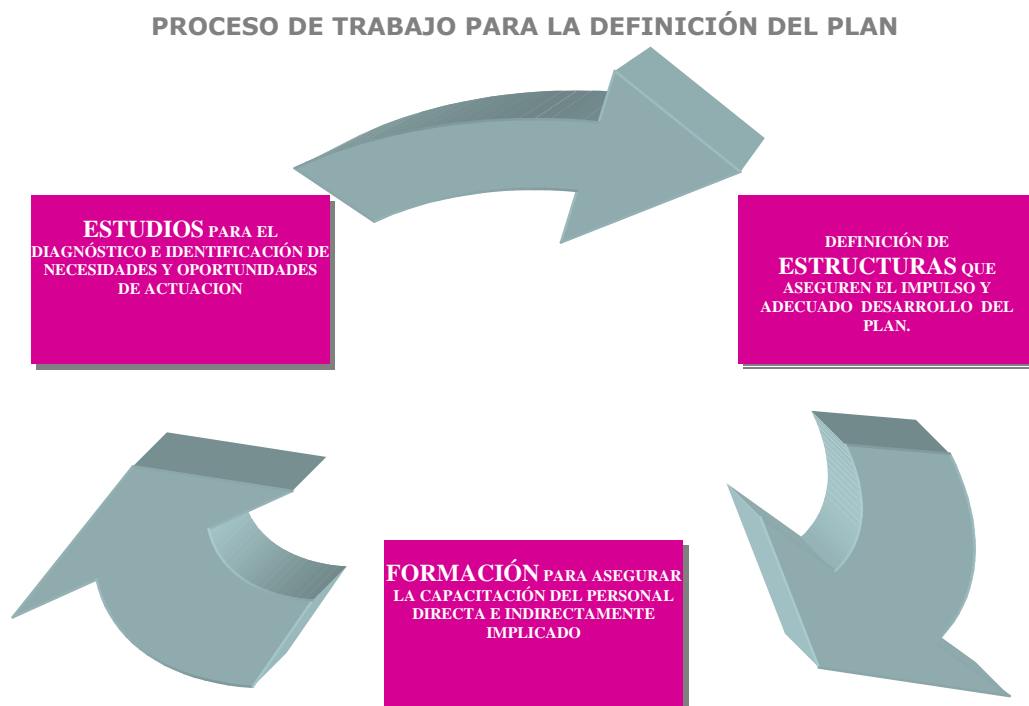 PROCESO DE TRABAJO PARA LA DEFINICIÓN DEL PLAN
ESTUDIOS PARA EL
DIAGNÓSTICO E IDENTIFICACIÓN DE
NECESIDADES Y OPORTUNIDADES
DE ACTUACION
DEFINICIÓN DE
ESTRUCTURAS QUE
ASEGUREN EL IMPULSO Y
ADECUADO DESARROLLO DEL
PLAN.
FORMACIÓN PARA ASEGURAR
LA CAPACITACIÓN DEL PERSONAL
DIRECTA E INDIRECTAMENTE
IMPLICADO